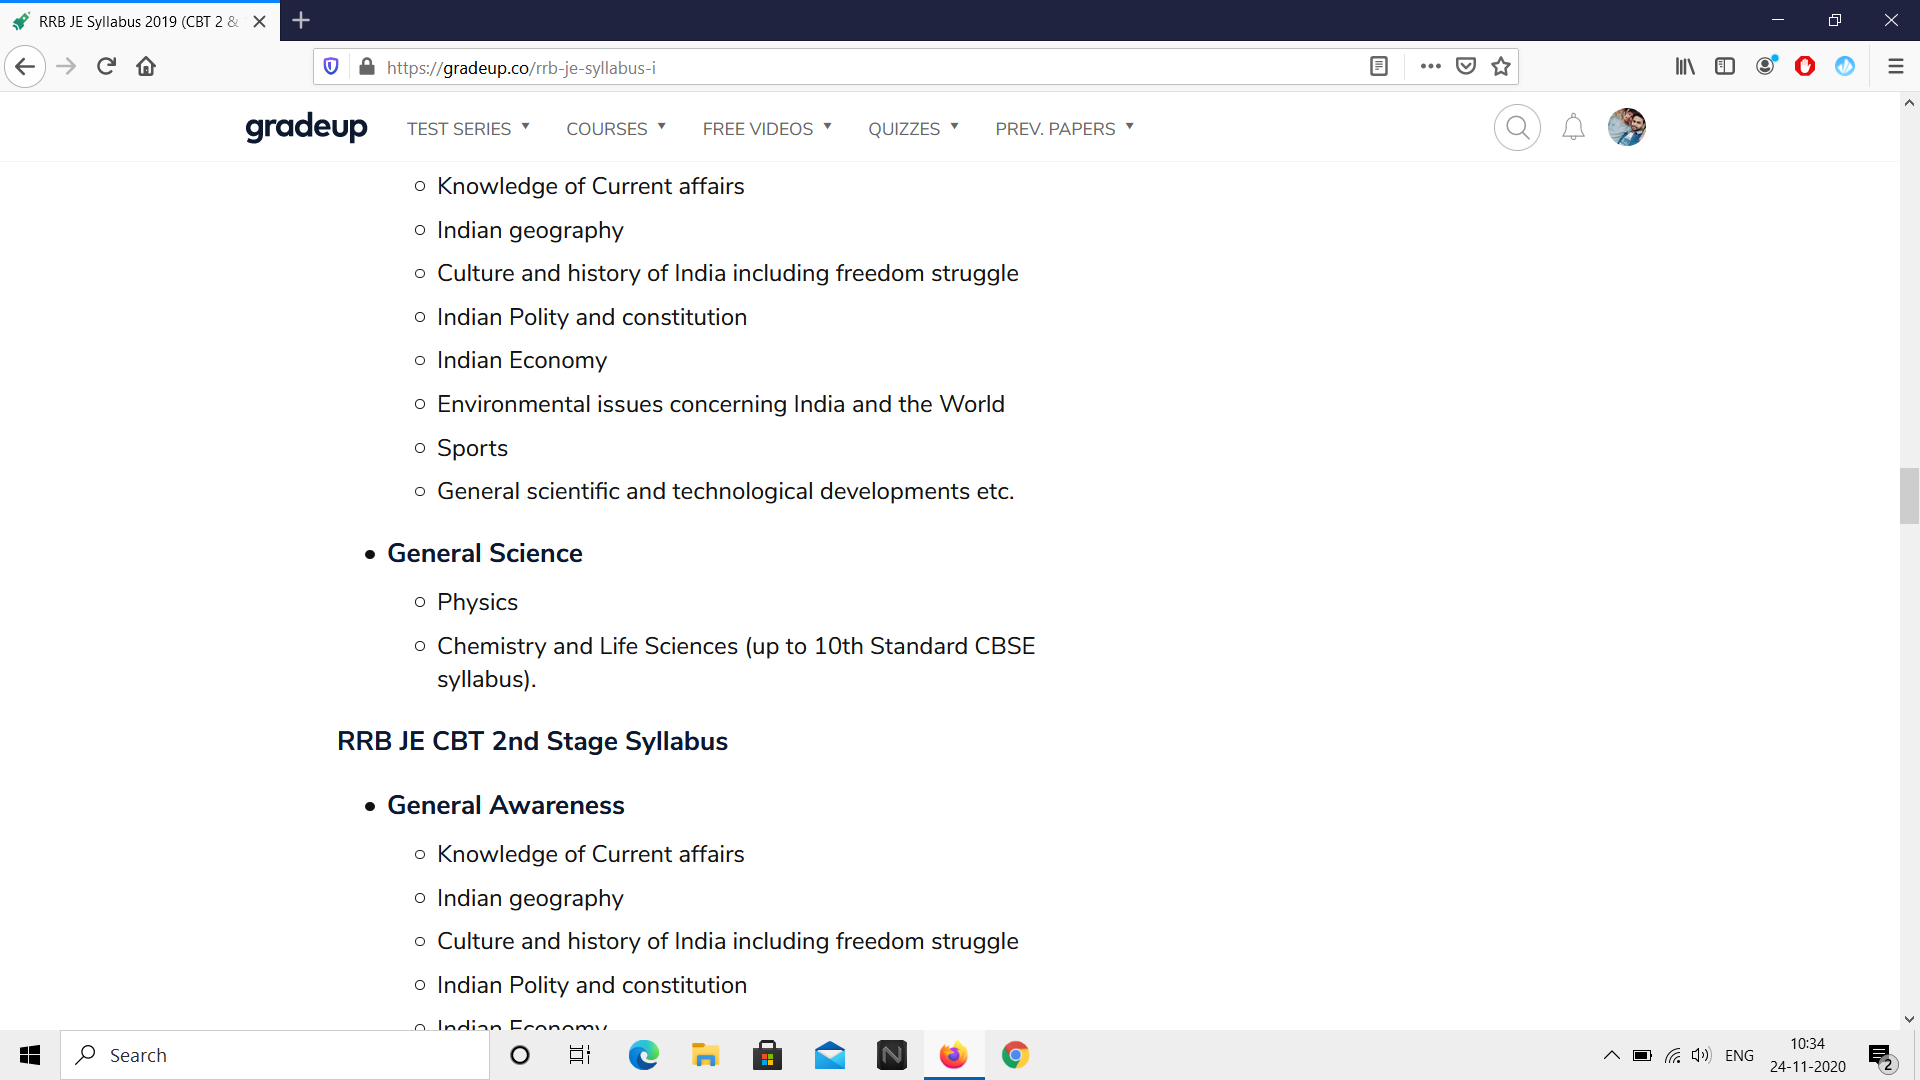 RRB JE Syllabus 2019 (CBT 2 &
https://gradeup.co/rrb-je-syllabus-i
gradeup TEST SERIES COURSES FREE VIDEOS QUIZZES PREV. PAPERS
Knowledge of Current affairs
Indian geography
Culture and history of India including freedom struggle
Indian Polity and constitution
Indian Economy
Environmental issues concerning India and the World
Sports
General scientific and technological developments etc.
General Science
Physics
Chemistry and Life Sciences (up to 10th Standard CBSE
syllabus).
RRB JE CBT 2nd Stage Syllabus
General Awareness
Knowledge of Current affairs
Indian geography
Culture and history of India including freedom struggle
Indian Polity and constitution
Indian Economy
Search
ENG
10:34
24-11-2020
2